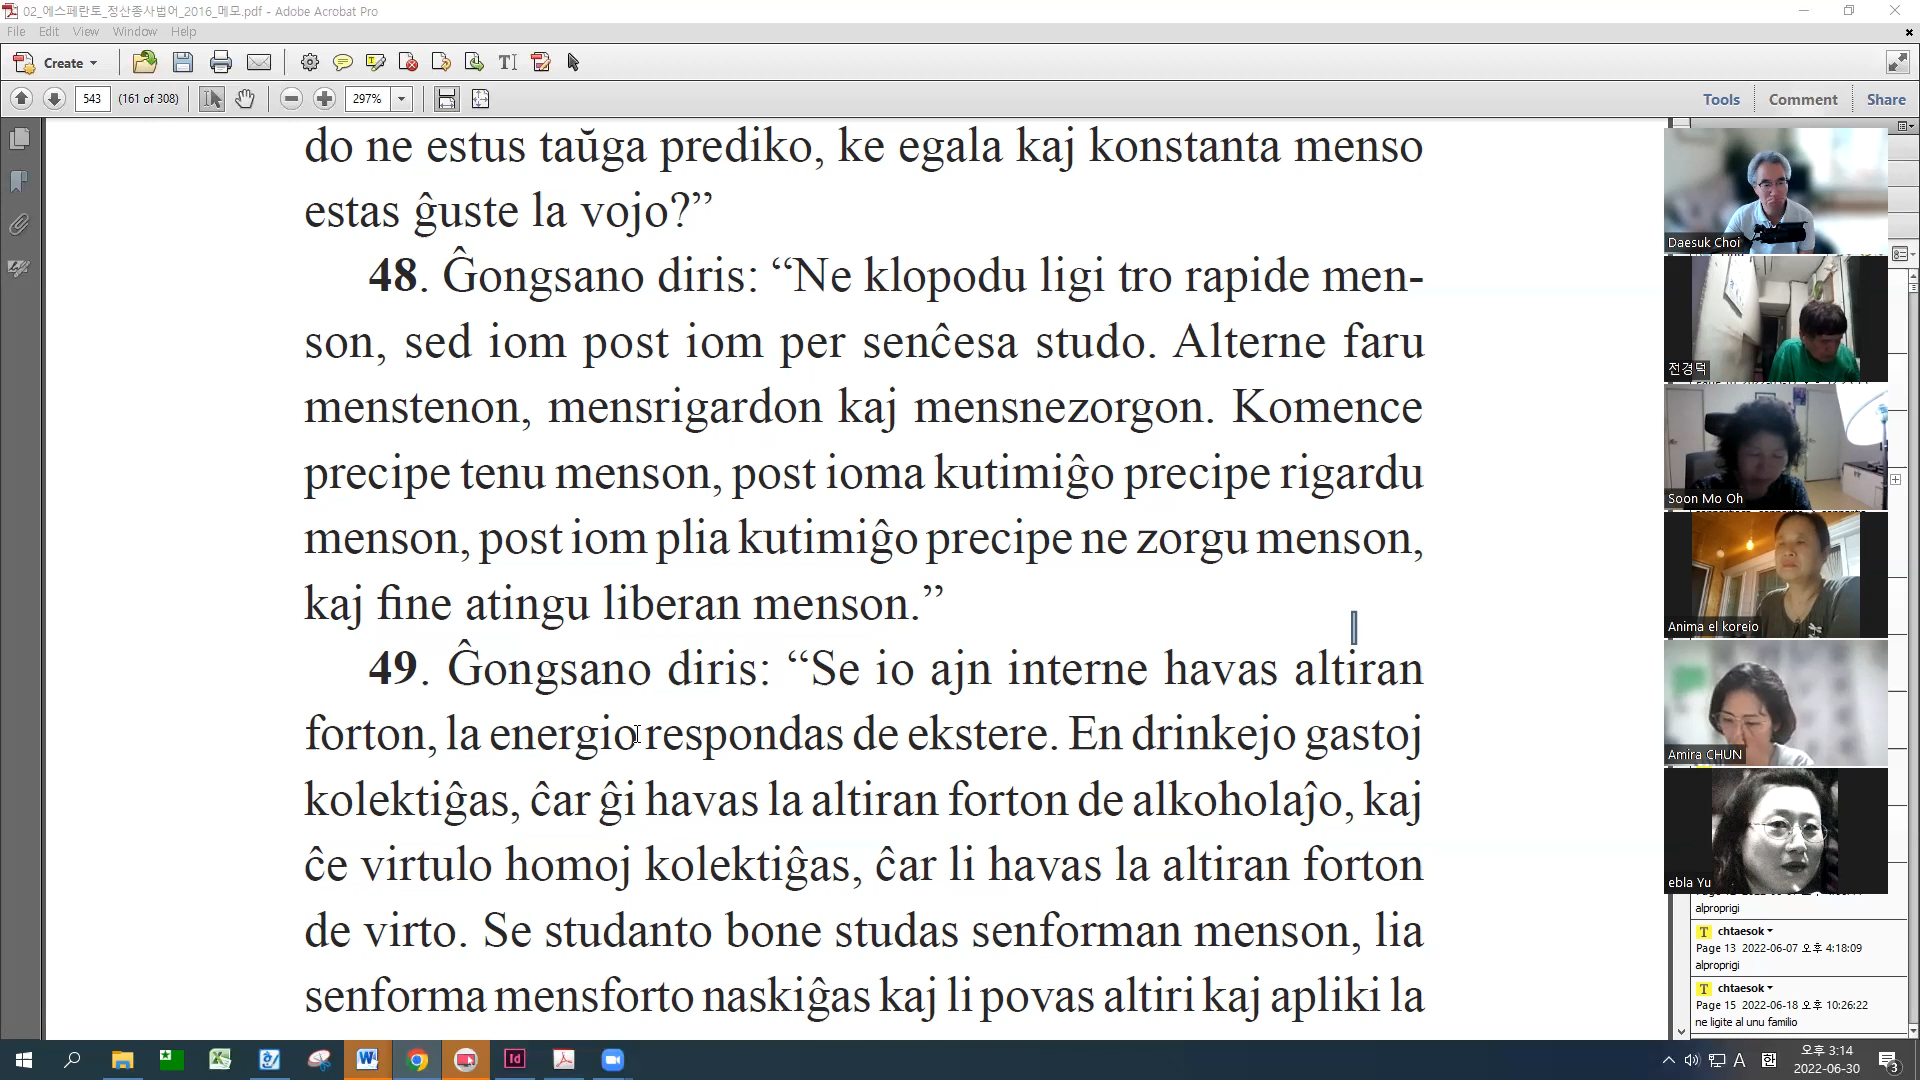 02_에스페란토_정산종사법어_2016_메모.pdf - Adobe Acrobat Pro
File Edit View Window Help
Create
543 (161 of 308) 297%
Tools Comment Share
do ne estus taŭga prediko, ke egala kaj konstanta menso
estas ĝuste la vojo?”
48. Ĝongsano diris: “Ne klopodu ligi tro rapide men-
son, sed iom post iom per senĉesa studo. Alterne faru
menstenon, mensrigardon kaj mensnezorgon. Komence
precipe tenu menson, post ioma kutimiĝo precipe rigardu
menson, post iom plia kutimiĝo precipe ne zorgu menson,
kaj fine atingu liberan menson.”
49. Ĝongsano diris: “Se io ajn interne havas altiran
forton, la energio respondas de ekstere. En drinkejo gastoj
kolektiĝas, ĉar ĝi havas la altiran forton de alkoholaĵo, kaj
ĉe virtulo homoj kolektiĝas, ĉar li havas la altiran forton
de virto. Se studanto bone studas senforman menson, lia
senforma mensforto naskiĝas kaj li povas altiri kaj apliki la
Daesuk Choi
전경덕
Soon Mo Oh
Anima el koreio
Amira CHUN
ebla Yu
alproprigi
T chtaesok
Page 13 2022-06-07 오후 4:18:09
alproprigi
T chtaesok
Page 15 2022-06-18 오후 10:26:22
ne ligite al unu familio
A 한 오후 3:14
2022-06-30
3